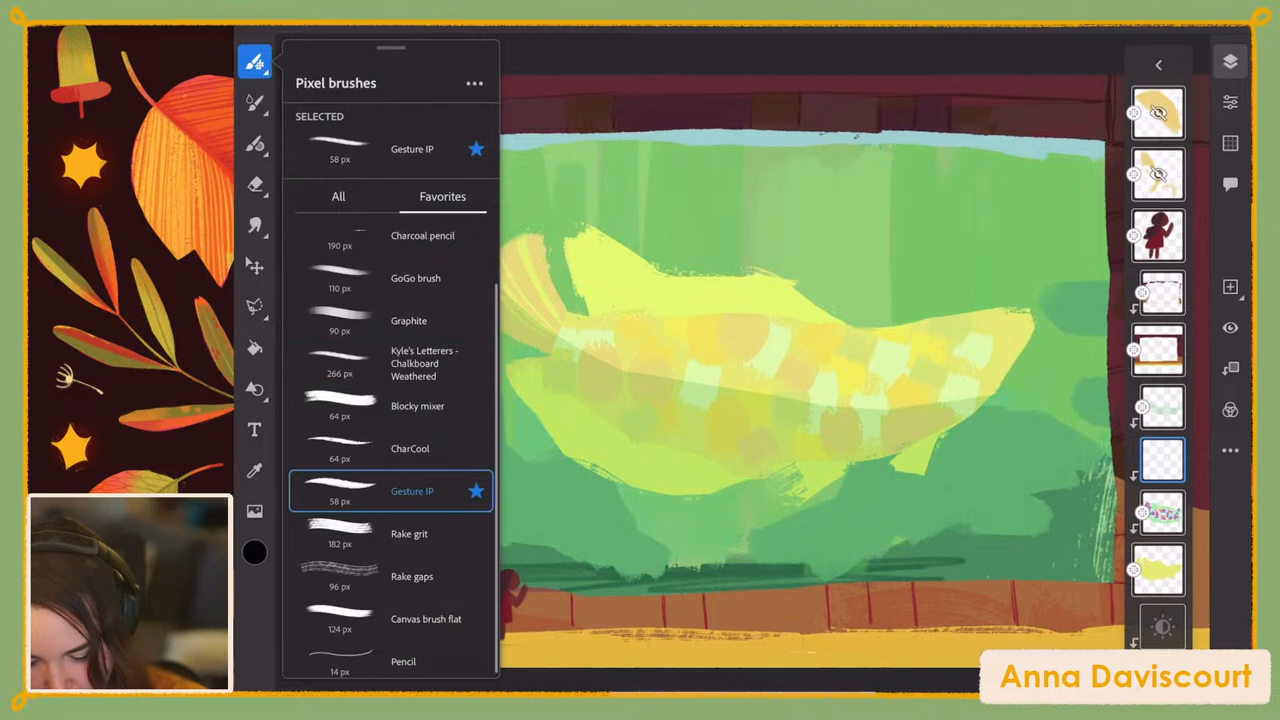 Pixel brushes
SELECTED
Gesture IP
58 px
All
Favorites
Charcoal pencil
190 px
GoGo brush
110 px
Graphite
90 px
Kyle's Letterers -
Chalkboard
Weathered
266 px
Blocky mixer
64 px
CharCool
64 px
Gesture IP
58 px
Rake grit
182 px
Rake gaps
96 px
Canvas brush flat
124 px
Pencil
14 px
T
Anna Daviscourt